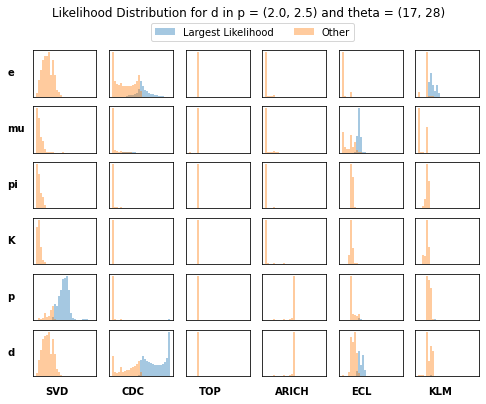 Likelihood Distribution for d in p = (2.0, 2.5) and theta = (17, 28)
Largest Likelihood Other
e
mu
pi
K
p
d
SVD CDC TOP ARICH ECL KLM